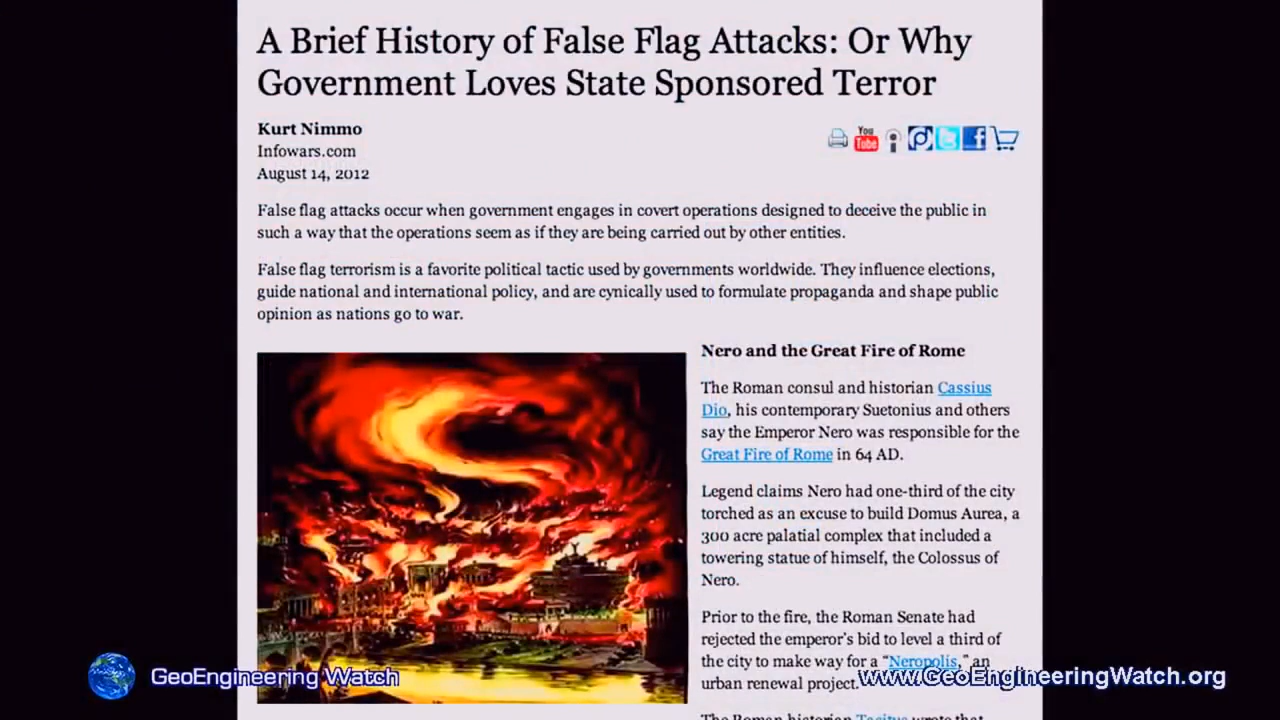 A Brief History of False Flag Attacks: Or Why
Government Loves State Sponsored Terror
Kurt Nimmo
Infowars.com
August 14, 2012
You
Tube
False flag attacks occur when government engages in covert operations designed to deceive the public in
such a way that the operations seem as if they are being carried out by other entities.
False flag terrorism is a favorite political tactic used by governments worldwide. They influence elections,
guide national and international policy, and are cynically used to formulate propaganda and shape public
opinion as nations go to war.
Nero and the Great Fire of Rome
The Roman consul and historian Cassius
Dio, his contemporary Suetonius and others
say the Emperor Nero was responsible for the
Great Fire of Rome in 64 AD.
Legend claims Nero had one-third of the city
torched as an excuse to build Domus Aurea, a
300 acre palatial complex that included a
towering statue of himself, the Colossus of
Nero.
Prior to the fire, the Roman Senate had
rejected the emperor's bid to level a third of
the city to make way for a “Neropolis,” an
urban renewal project.
The Roman historian Tacitus wrote that
GeoEngineering Watch
www.GeoEngineeringWatch.org